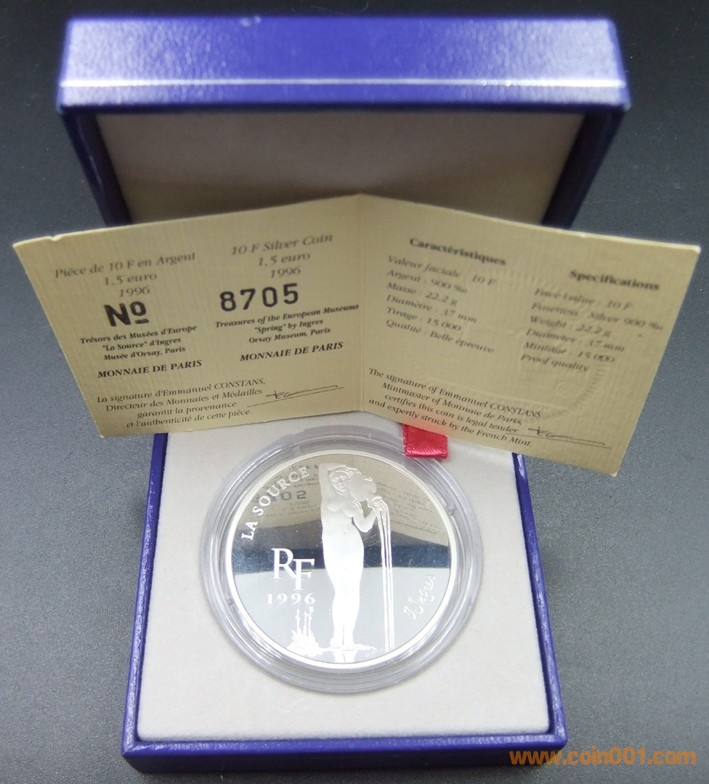 Pièce de 10 F en Argent
1,5 euro
1996
No
Trésors des Musées d'Europe
"La Source" d'Ingres
Musée d'Orsay, Paris
MONNAIE DE PARIS
10 F Silver Coin
1,5 euro
1996
8705
Treasures of the European Museums
"Spring" by Ingres
Orsay Museum, Paris
MONNAIE DE PARIS
La signature d'Emmanuel CONSTANS,
Directeur des Monnaies et Médailles
garantit la provenance
et l'authenticité de cette pièce.
Caractéristiques
Valeur faciale : 10 F
Argent : 900 ‰
Masse : 22,2 g
Diamètre : 37 mm
Tirage : 15.000
Qualité : Belle épreuve
Specifications
Face value : 10 F
Fineness : Silver 900 ‰
Weight : 22,2 g
Diameter : 37 mm
Mintage : 15 000
Proof quality
The signature of Emmanuel CONSTANS
Mintmaster of Monnaie de Paris,
certifies this coin is legal tender
and expertly struck by the French Mint.
LA SOURCE
RF
1996
Ingres
www.coin001.com